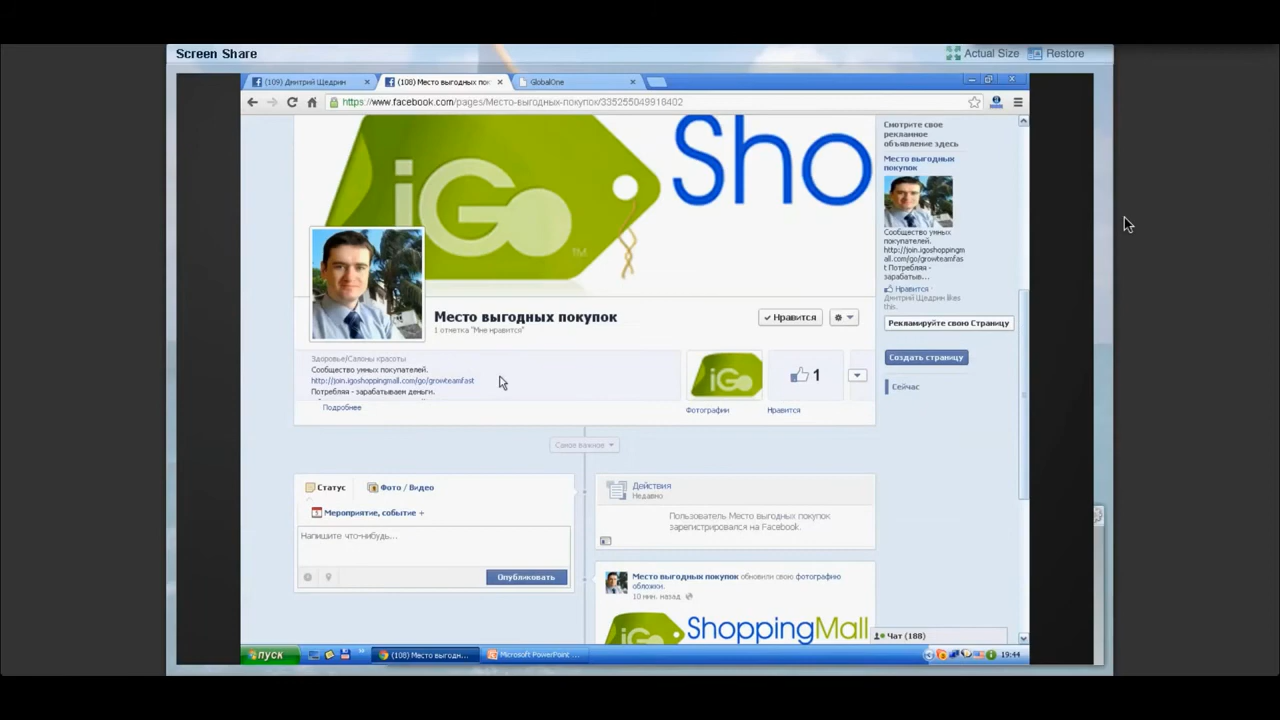 Screen Share
Actual Size
Restore
(109) Дмитрий Щедрин
(108) Место выгодных пок
GlobalOne
https://www.facebook.com/pages/Место-выгодных-покупок/335255049918402
iGo
TM
Sho
Место выгодных покупок
1 отметка "Мне нравится"
Нравится
Здоровье/Салоны красоты
Сообщество умных покупателей.
http://join.igoshoppingmall.com/go/growteamfast
Потребляя - зарабатываем деньги.
Подробнее
iGo
Фотографии
1
Нравится
Самое важное
Статус
Фото / Видео
Мероприятие, событие +
Напишите что-нибудь...
Опубликовать
Действия
Недавно
Пользователь Место выгодных покупок
зарегистрировался на Facebook.
Место выгодных покупок обновили свою фотографию
обложки.
10 мин. назад
iGo
ShoppingMall
Смотрите свое
рекламное
объявление здесь
Место выгодных
покупок
Сообщество умных
покупателей.
http://join.igoshoppingm
all.com/go/growteamfas
t Потребляя -
зарабатыв...
Нравится ·
Дмитрий Щедрин likes
this.
Рекламируйте свою Страницу
Создать страницу
Сейчас
Чат (188)
пуск
(108) Место выгодн...
Microsoft PowerPoint ...
19:44